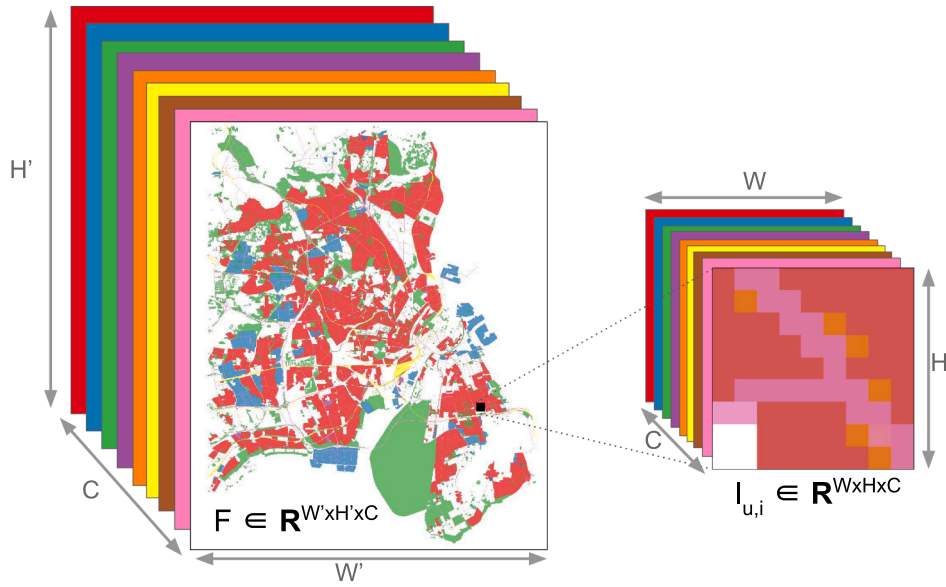 H'
C
W'
F ∈ R^W'xH'xC
W
H
C
I_u,i ∈ R^WxHxC